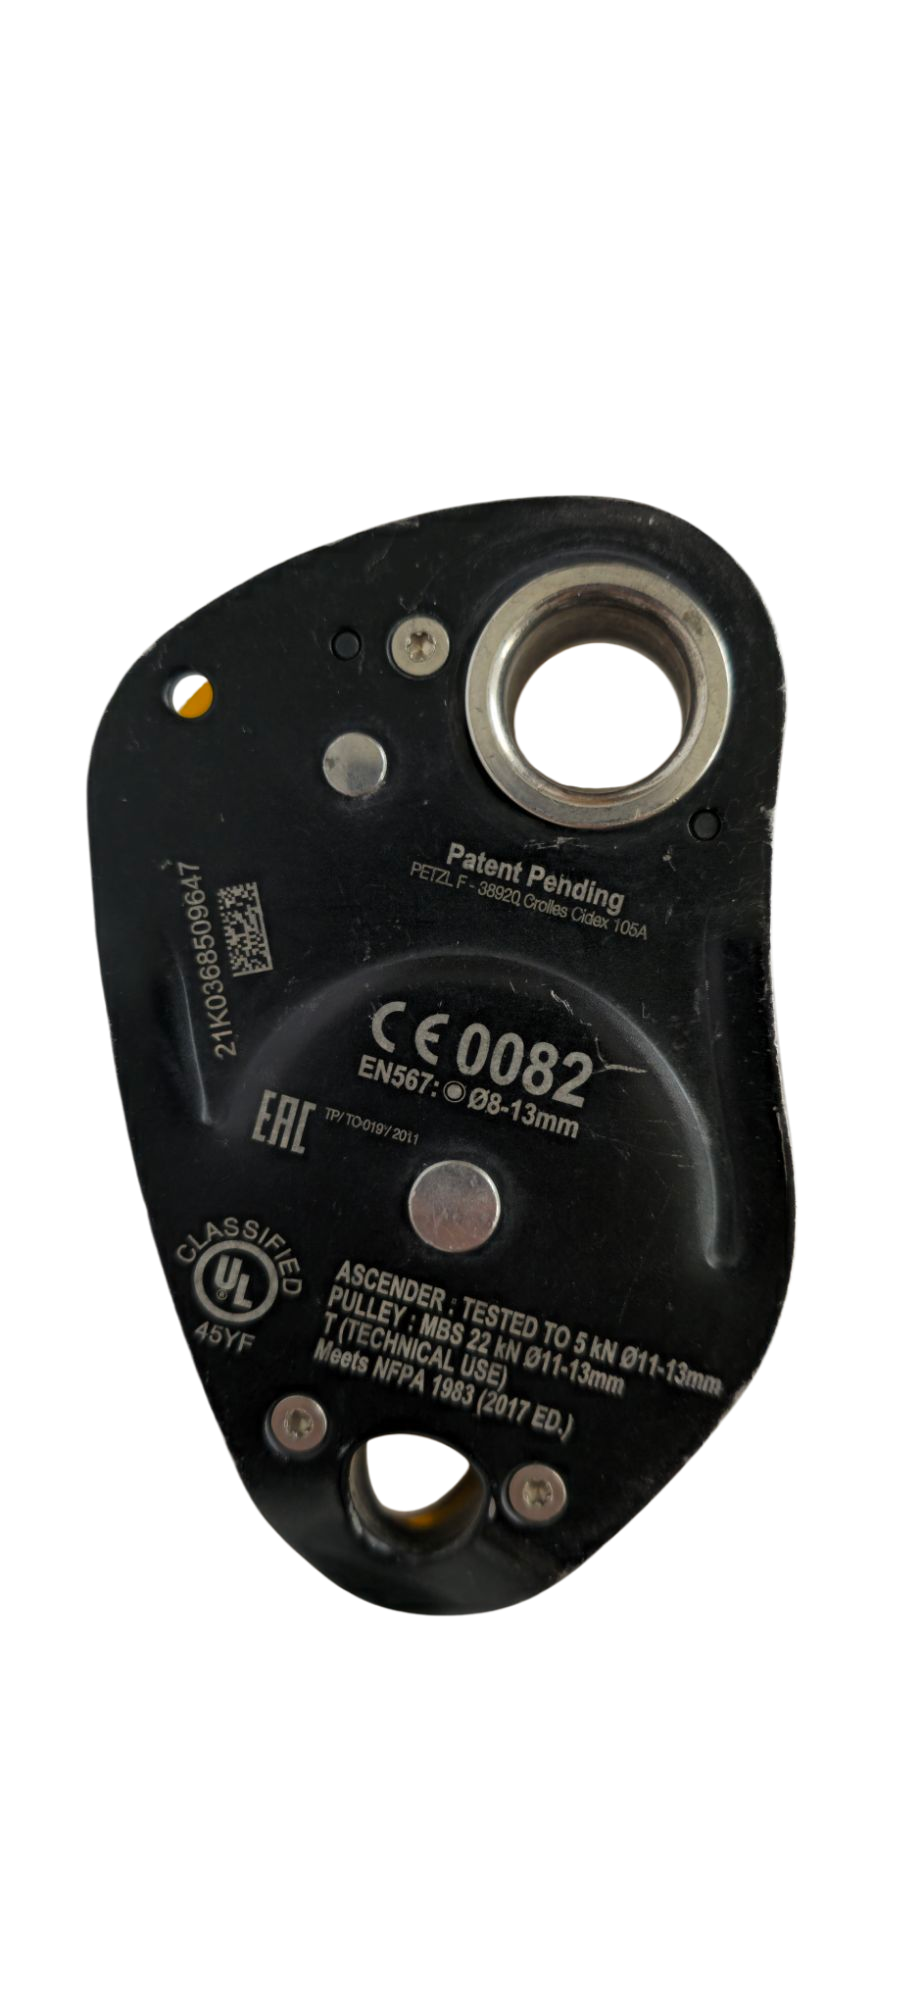 Patent Pending
PETZL F - 38920 Crolles Cidex 105A
21K0368509647
CE 0082
EN567: Ø8-13mm
EAC TP/TC 019/2011
CLASSIFIED
UL
45YF
ASCENDER : TESTED TO 5 kN Ø11-13mm
PULLEY : MBS 22 kN Ø11-13mm
T (TECHNICAL USE)
Meets NFPA 1983 (2017 ED.)